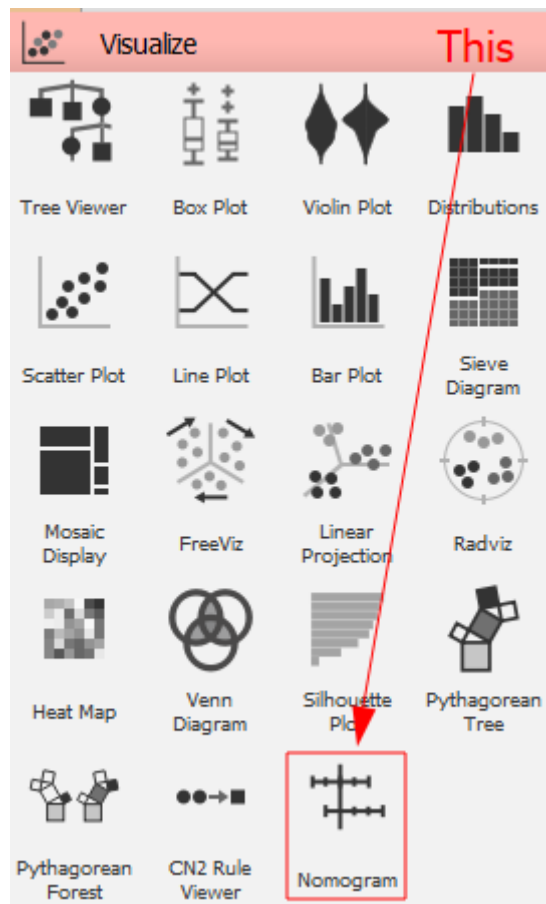 Visualize
This
Tree Viewer
Box Plot
Violin Plot
Distributions
Scatter Plot
Line Plot
Bar Plot
Sieve
Diagram
Mosaic
Display
FreeViz
Linear
Projection
Radviz
Heat Map
Venn
Diagram
Silhouette
Plot
Pythagorean
Tree
Pythagorean
Forest
CN2 Rule
Viewer
Nomogram